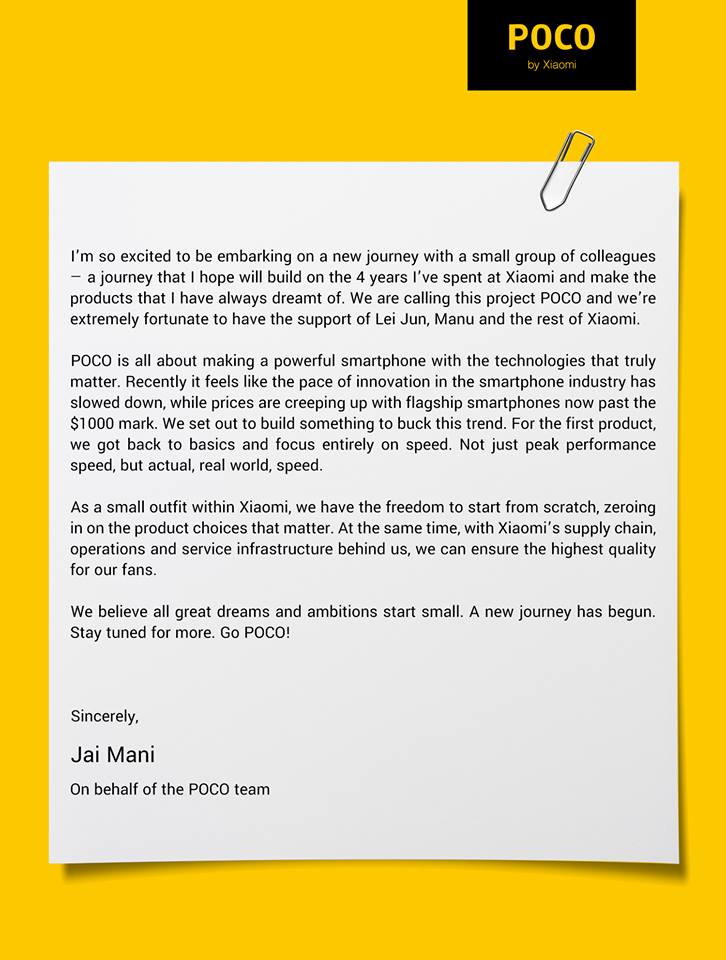 POCO
by Xiaomi
I'm so excited to be embarking on a new journey with a small group of colleagues
– a journey that I hope will build on the 4 years I've spent at Xiaomi and make the
products that I have always dreamt of. We are calling this project POCO and we're
extremely fortunate to have the support of Lei Jun, Manu and the rest of Xiaomi.
POCO is all about making a powerful smartphone with the technologies that truly
matter. Recently it feels like the pace of innovation in the smartphone industry has
slowed down, while prices are creeping up with flagship smartphones now past the
$1000 mark. We set out to build something to buck this trend. For the first product,
we got back to basics and focus entirely on speed. Not just peak performance
speed, but actual, real world, speed.
As a small outfit within Xiaomi, we have the freedom to start from scratch, zeroing
in on the product choices that matter. At the same time, with Xiaomi's supply chain,
operations and service infrastructure behind us, we can ensure the highest quality
for our fans.
We believe all great dreams and ambitions start small. A new journey has begun.
Stay tuned for more. Go POCO!
Sincerely,
Jai Mani
On behalf of the POCO team